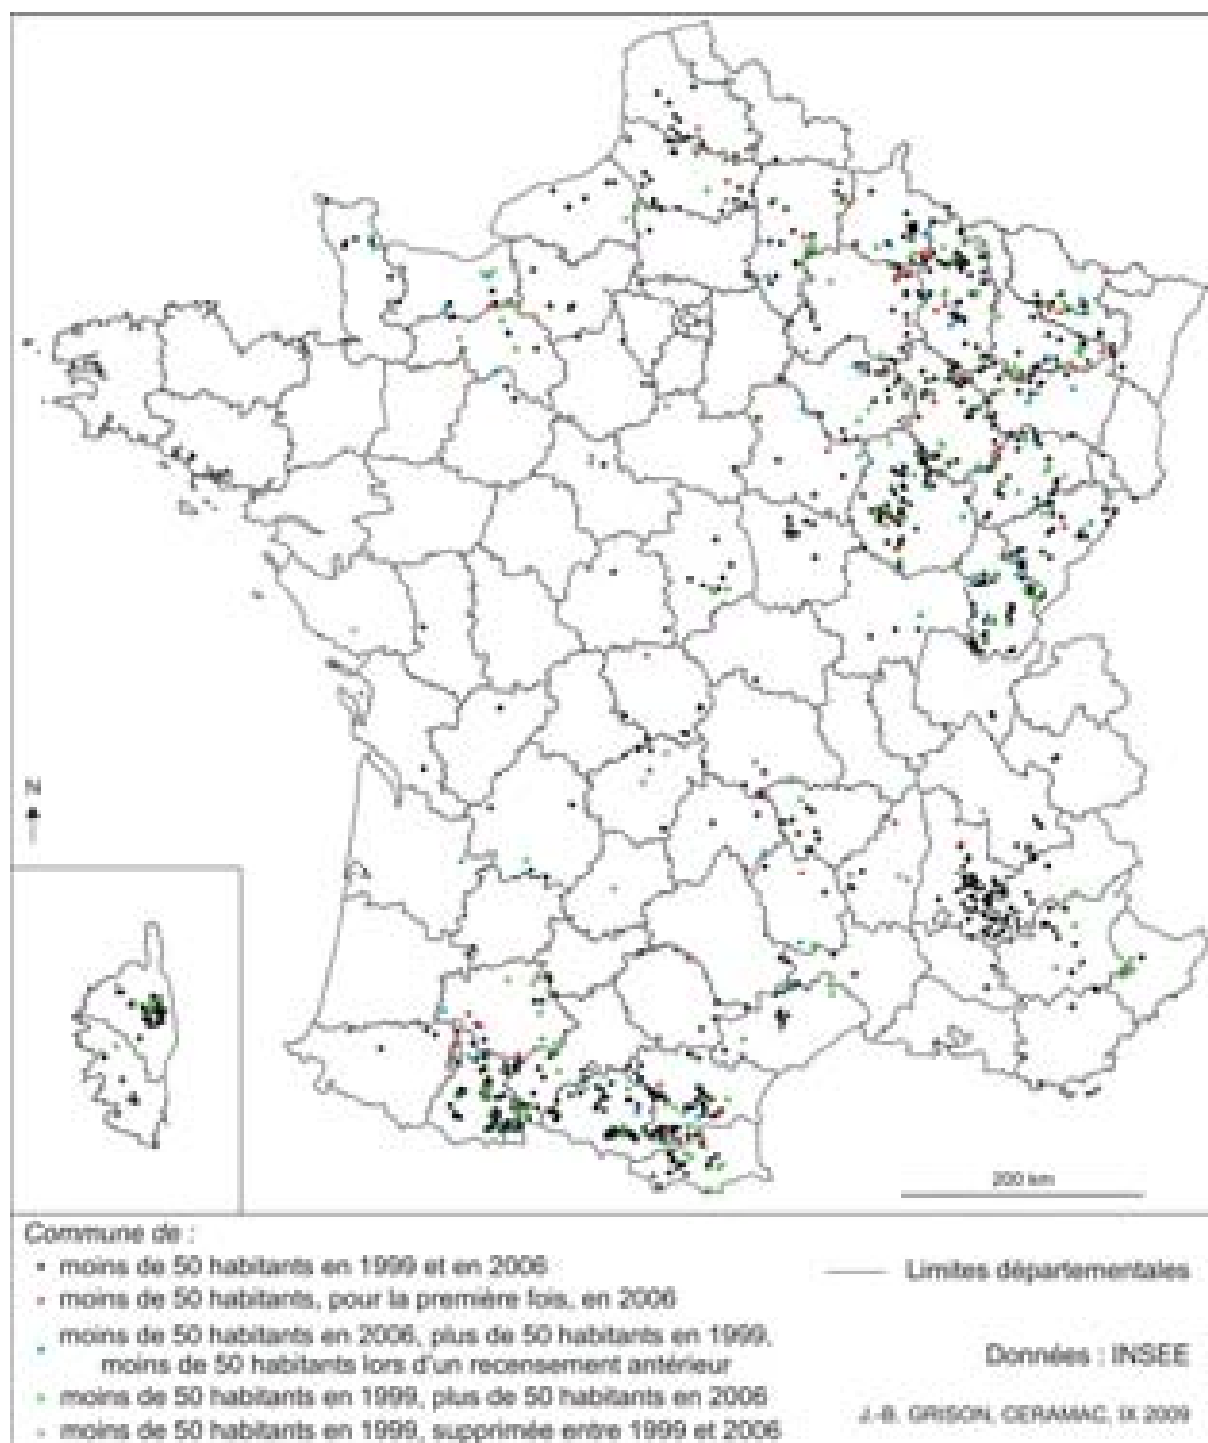 N
200 km
Commune de :
moins de 50 habitants en 1999 et en 2006
moins de 50 habitants, pour la première fois, en 2006
moins de 50 habitants en 2006, plus de 50 habitants en 1999,
moins de 50 habitants lors d'un recensement antérieur
moins de 50 habitants en 1999, plus de 50 habitants en 2006
moins de 50 habitants en 1999, supprimée entre 1999 et 2006
Limites départementales
Données : INSEE
J.-B. GRISON, CERAMAC, IX 2009